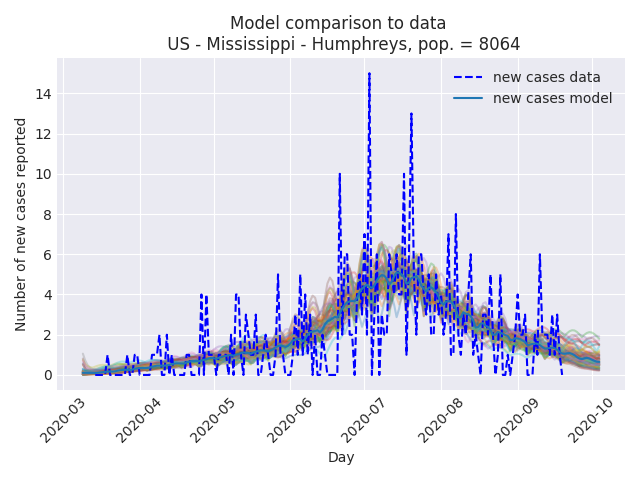 Model comparison to data
US - Mississippi - Humphreys, pop. = 8064
new cases data
new cases model
Number of new cases reported
14
12
10
8
6
4
2
0
2020-03
2020-04
2020-05
2020-06
2020-07
2020-08
2020-09
2020-10
Day